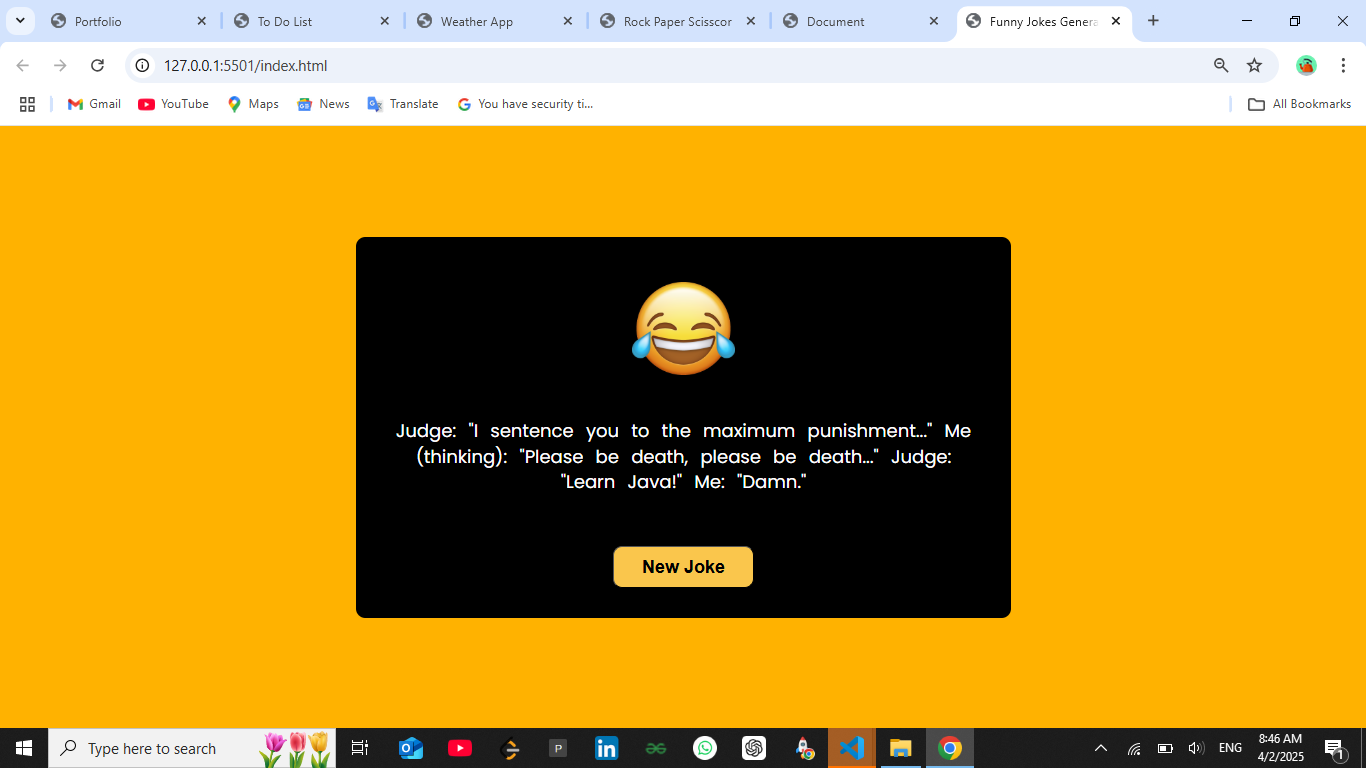 Portfolio
To Do List
Weather App
Rock Paper Scisscor
Document
Funny Jokes Genera
127.0.0.1:5501/index.html
Gmail
YouTube
Maps
News
Translate
You have security ti...
All Bookmarks
Judge: "I sentence you to the maximum punishment..." Me
(thinking): "Please be death, please be death..." Judge:
"Learn Java!" Me: "Damn."
New Joke
Type here to search
P
ENG
8:46 AM
4/2/2025
1